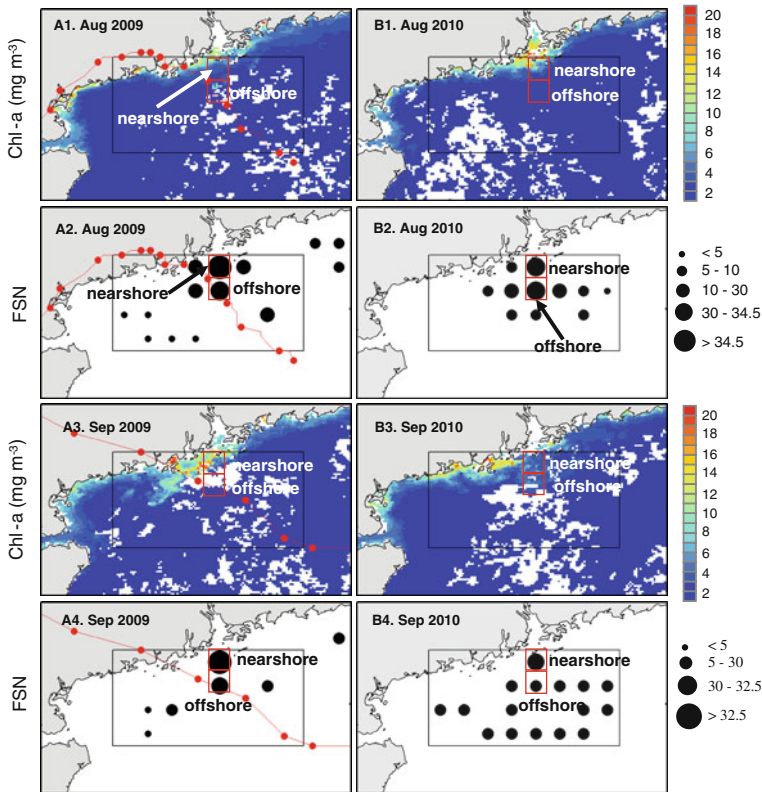 A1. Aug 2009
B1. Aug 2010
Chl -a (mg m-3)
nearshore
offshore
nearshore
offshore
20
18
16
14
12
10
8
6
4
2
A2. Aug 2009
B2. Aug 2010
FSN
nearshore
offshore
nearshore
offshore
< 5
5 - 10
10 - 30
30 - 34.5
> 34.5
A3. Sep 2009
B3. Sep 2010
Chl -a (mg m-3)
nearshore
offshore
nearshore
offshore
20
18
16
14
12
10
8
6
4
2
A4. Sep 2009
B4. Sep 2010
FSN
nearshore
offshore
nearshore
offshore
< 5
5 - 30
30 - 32.5
> 32.5